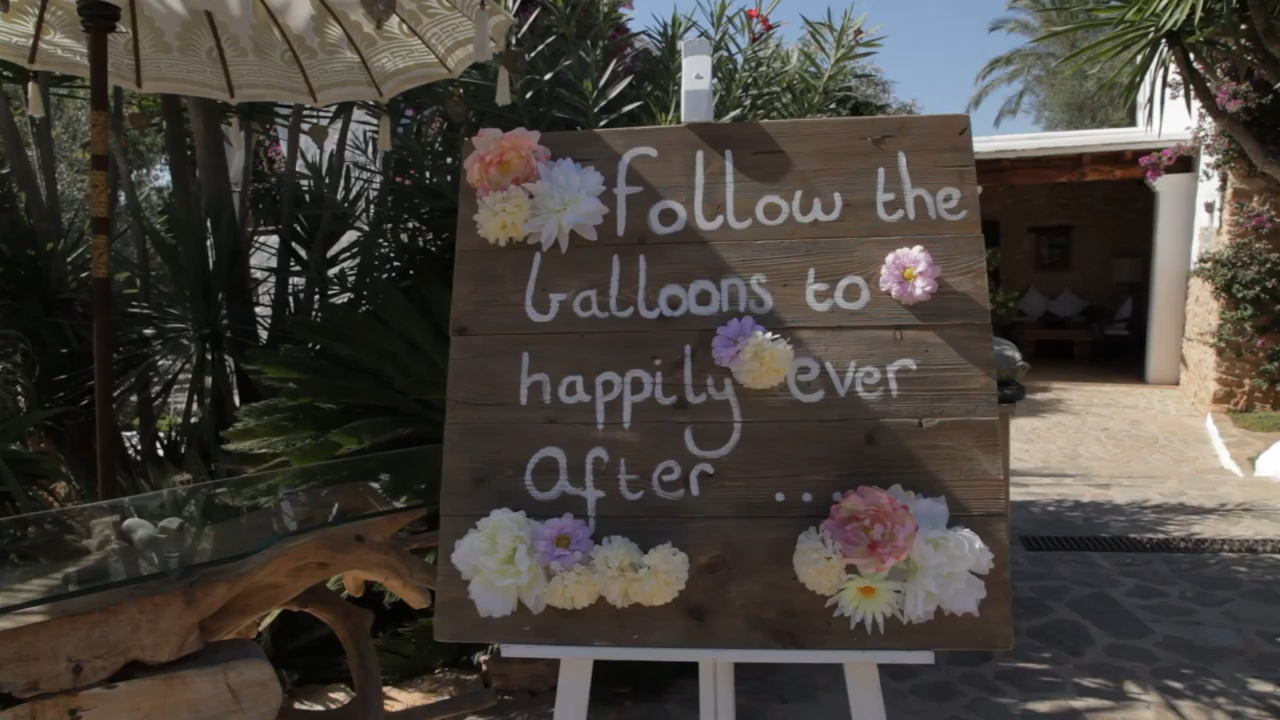 follow the
balloons to
happily ever
after ...